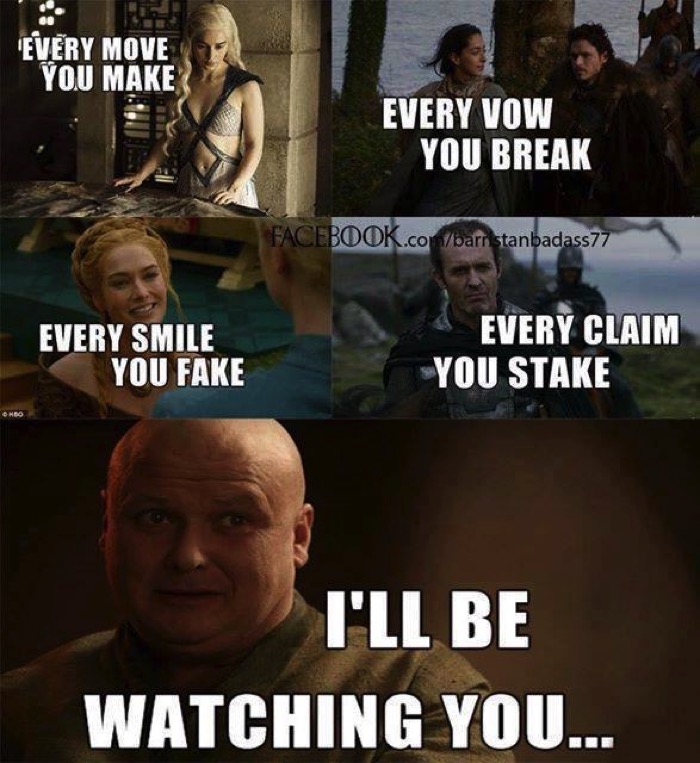 EVERY MOVE
YOU MAKE
EVERY VOW
YOU BREAK
FACEBOOK.com/barristanbadass77
EVERY SMILE
YOU FAKE
EVERY CLAIM
YOU STAKE
© HBO
I'LL BE
WATCHING YOU...